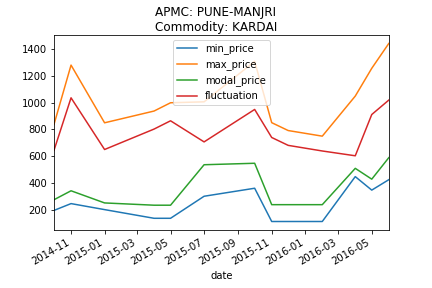 APMC: PUNE-MANJRI
Commodity: KARDAI
min_price
max_price
modal_price
fluctuation
1400
1200
1000
800
600
400
200
2014-11
2015-01
2015-03
2015-05
2015-07
2015-09
2015-11
2016-01
2016-03
2016-05
date